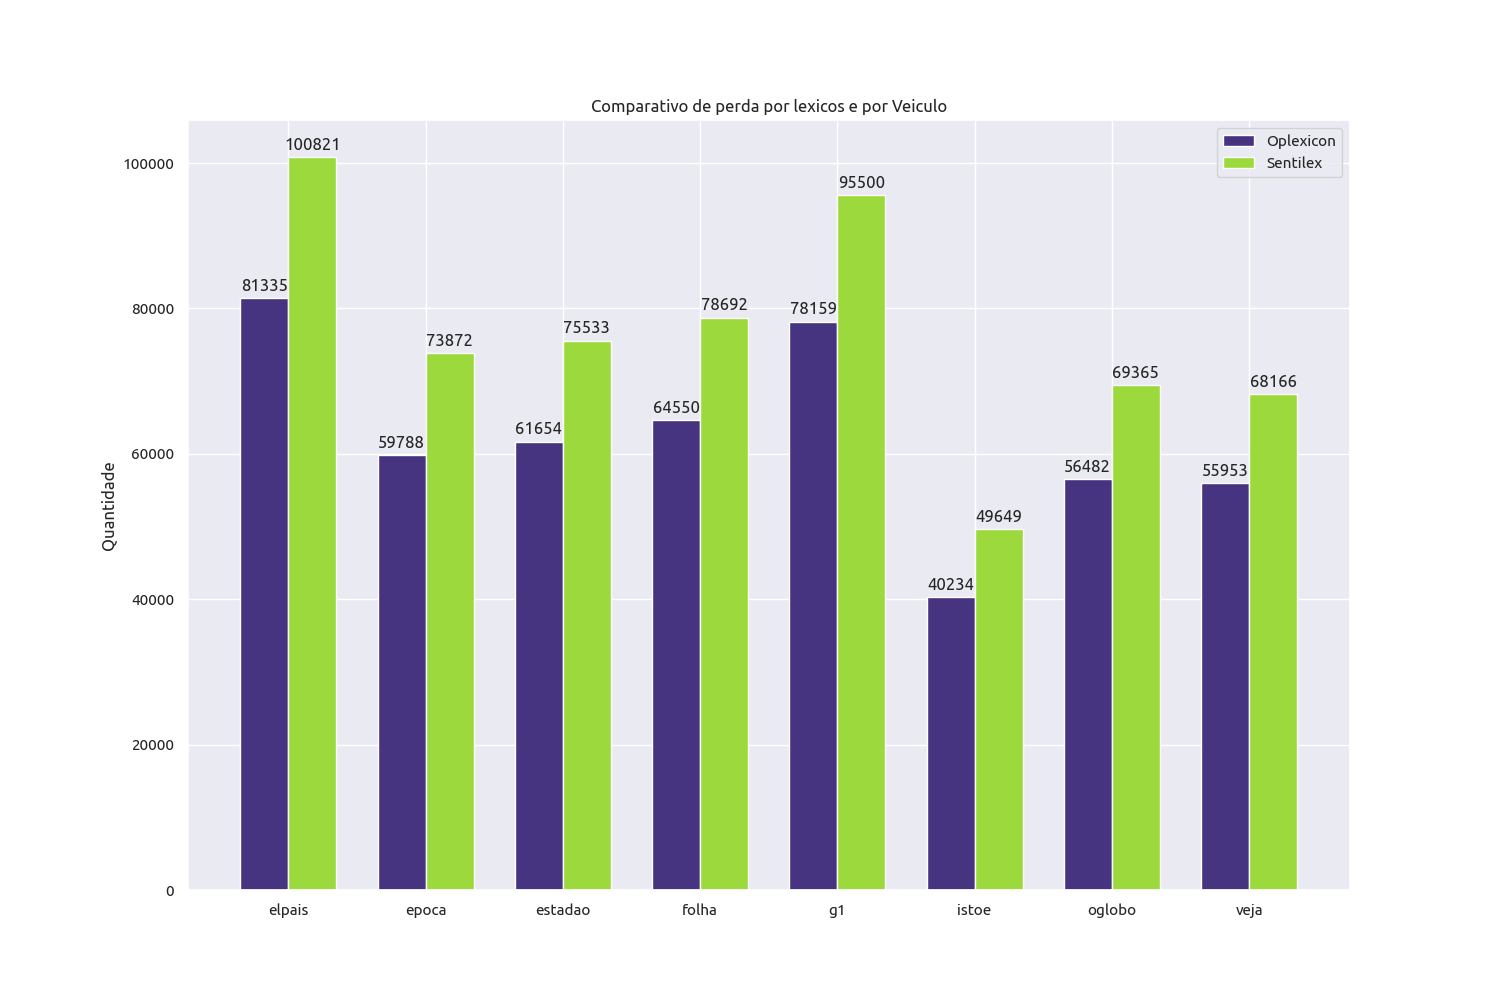 Comparativo de perda por lexicos e por Veiculo
Oplexicon
Sentilex
Quantidade
100000
80000
60000
40000
20000
0
81335
100821
59788
73872
61654
75533
64550
78692
78159
95500
40234
49649
56482
69365
55953
68166
elpais
epoca
estadao
folha
g1
istoe
oglobo
veja